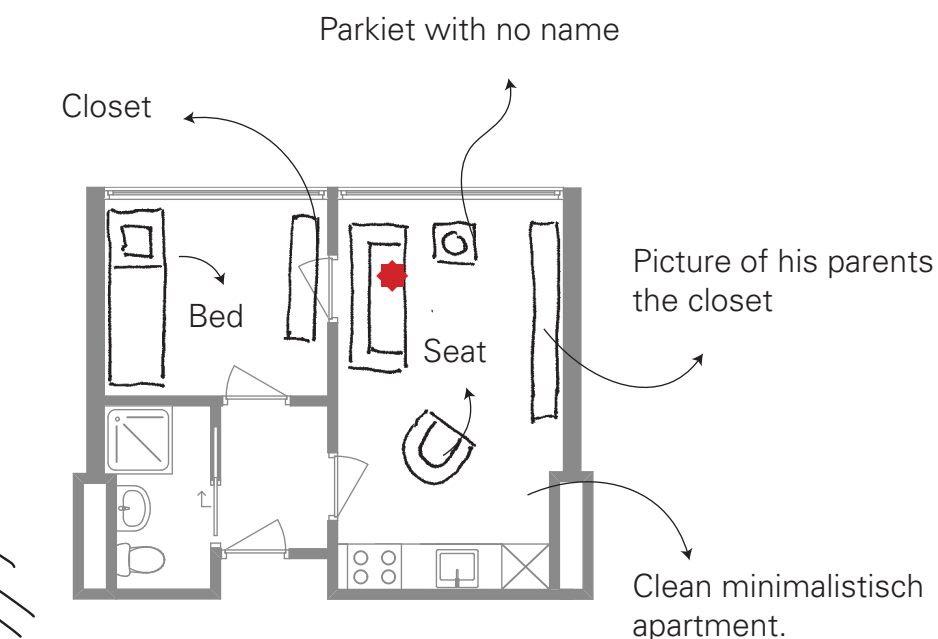 Parkiet with no name
Closet
Picture of his parents
the closet
Bed
Seat
Clean minimalistisch
apartment.